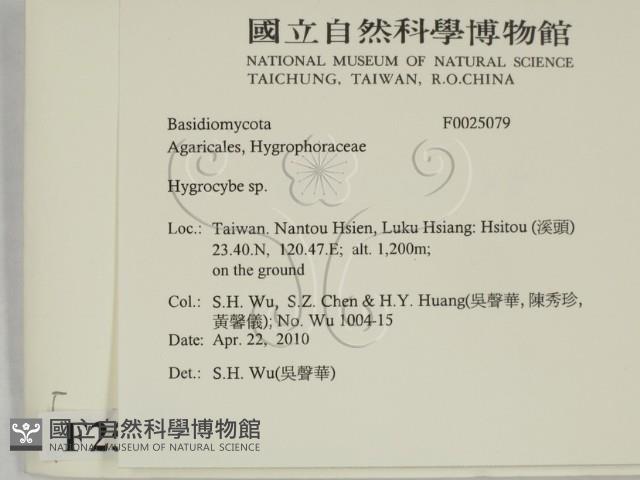 國立自然科學博物館
NATIONAL MUSEUM OF NATURAL SCIENCE
TAICHUNG, TAIWAN, R.O.CHINA
Basidiomycota F0025079
Agaricales, Hygrophoraceae
Hygrocybe sp.
Loc.: Taiwan. Nantou Hsien, Luku Hsiang: Hsitou (溪頭)
23.40.N, 120.47.E; alt. 1,200m;
on the ground
Col.: S.H. Wu, S.Z. Chen & H.Y. Huang(吳聲華, 陳秀珍,
黃馨儀); No. Wu 1004-15
Date: Apr. 22, 2010
Det.: S.H. Wu(吳聲華)
F2
國立自然科學博物館
NATIONAL MUSEUM OF NATURAL SCIENCE